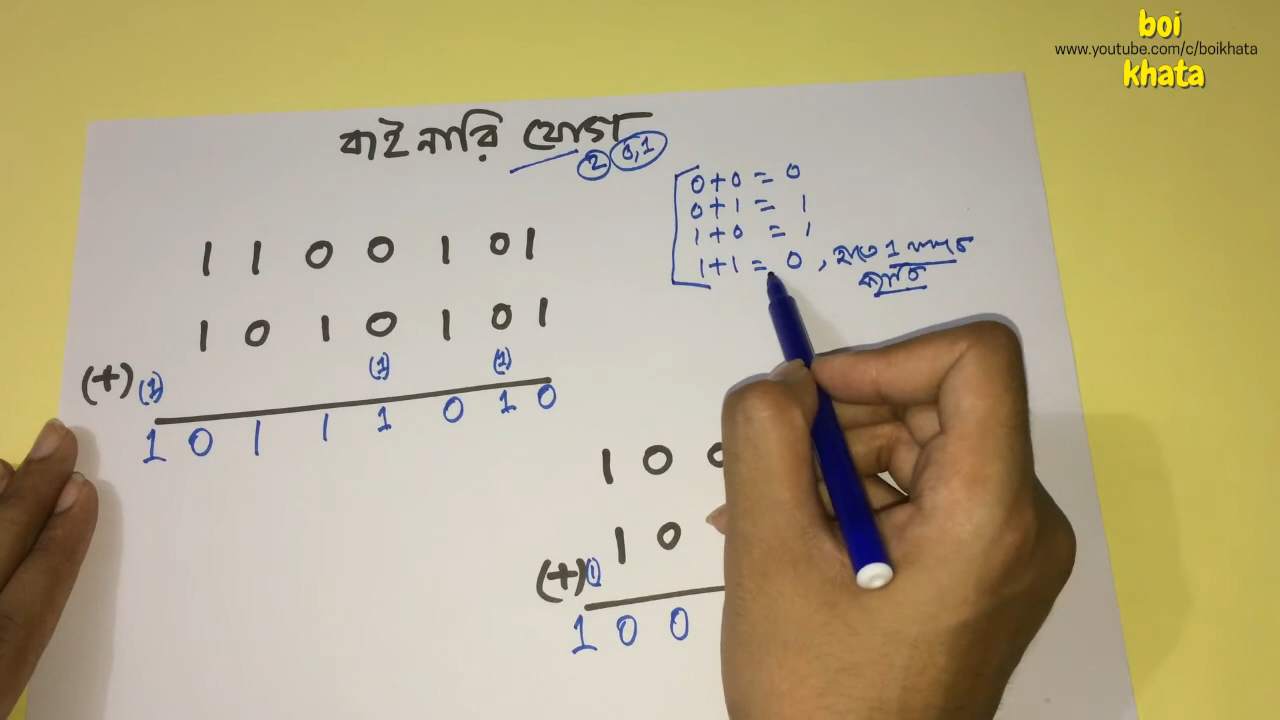 boi
www.youtube.com/c/boikhata
khata
বাইনারি যোগ
2 0,1
0+0=0
0+1=1
1+0=1
1+1=0, হাতে 1
ক্যারি
1 1 0 0 1 0 1
1 0 1 0 1 0 1
(+) (1) (1) (1)
1 0 1 1 1 0 1 0
1 0 0
1 0
(+) (1)
1 0 0